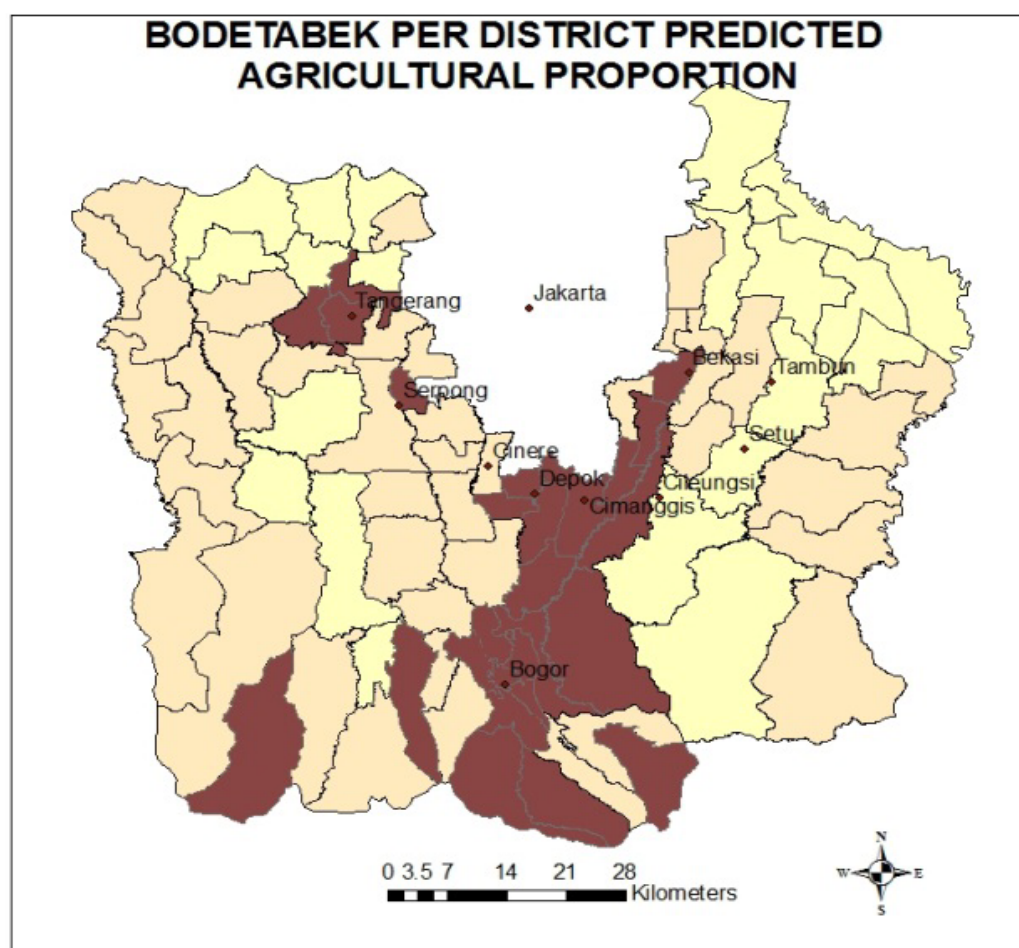 BODETABEK PER DISTRICT PREDICTED
AGRICULTURAL PROPORTION
Jakarta
Tangerang
Bekasi
Tambun
Serpong
Setu
Cinere
Depok
Cileungsi
Cimanggis
Bogor
0 3.5 7 14 21 28
Kilometers
N
W E
S